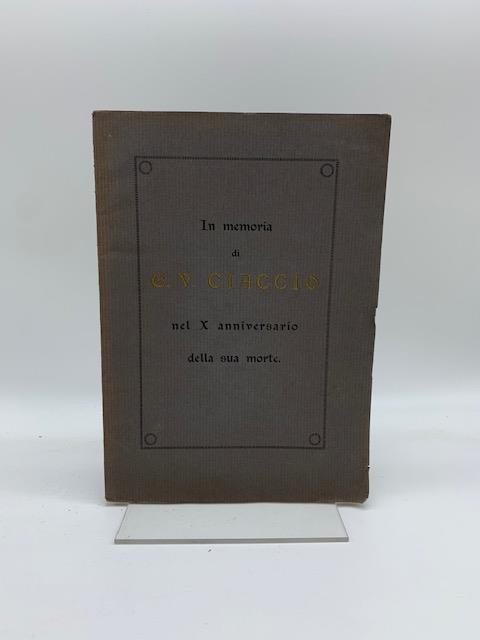 In memoria
di
G. V. CIACCIO
nel X anniversario
della sua morte.